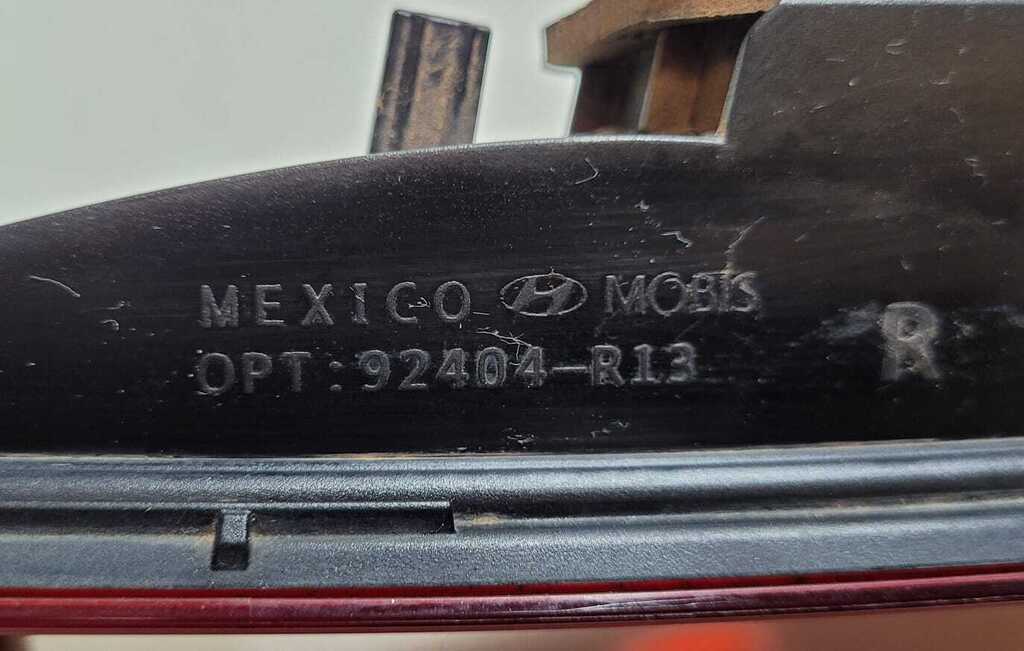 MEXICO MOBIS
OPT:92404-R13
R